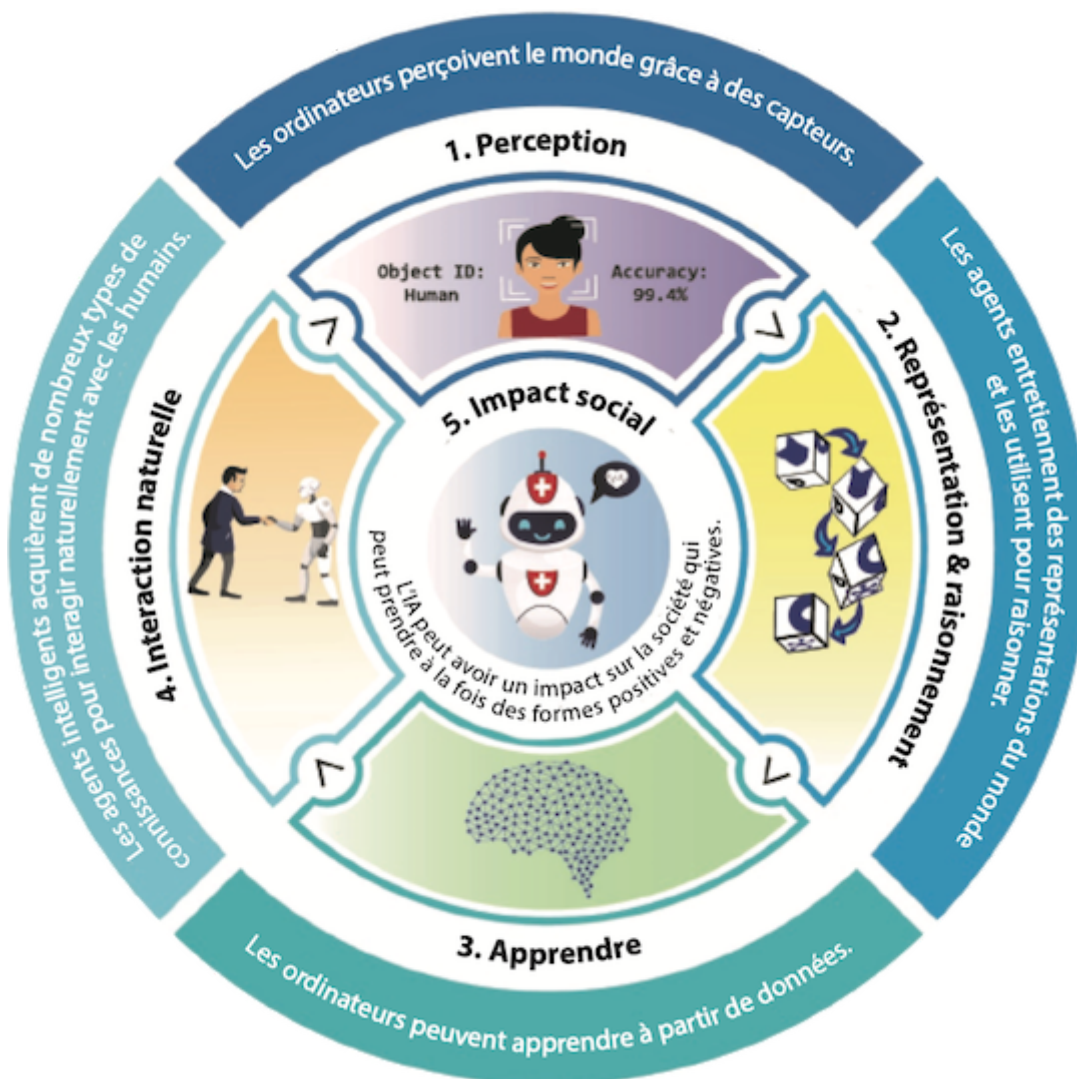 Les ordinateurs perçoivent le monde grâce à des capteurs.
1. Perception
Object ID:
Human
Accuracy:
99.4%
Les agents entretiennent des représentations du monde
et les utilisent pour raisonner.
2. Représentation & raisonnement
3. Apprendre
Les ordinateurs peuvent apprendre à partir de données.
4. Interaction naturelle
Les agents intelligents acquièrent de nombreux types de
connissances pour interagir naturellement avec les humains.
5. Impact social
L'IA peut avoir un impact sur la société qui
peut prendre à la fois des formes positives et négatives.